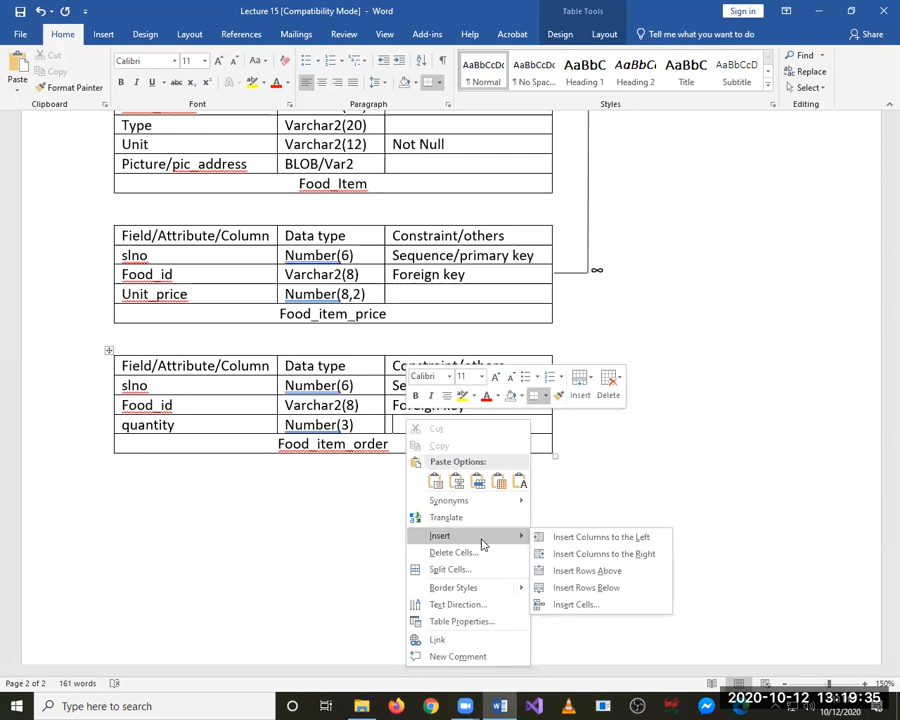 Lecture 15 [Compatibility Mode] - Word
Table Tools
Sign in
File Home Insert Design Layout References Mailings Review View Add-ins Help Acrobat Design Layout Tell me what you want to do Share
Paste
Cut
Copy
Format Painter
Clipboard
Calibri 11
Font
Paragraph
AaBbCcDc AaBbCcDc AaBbC AaBbCc AaB AaBbCcD
¶ Normal ¶ No Spac... Heading 1 Heading 2 Title Subtitle
Styles
Find
Replace
Select
Editing
Type Varchar2(20)
Unit Varchar2(12) Not Null
Picture/pic_address BLOB/Var2
Food_Item
Field/Attribute/Column Data type Constraint/others
slno Number(6) Sequence/primary key
Food_id Varchar2(8) Foreign key ∞
Unit_price Number(8,2)
Food_item_price
Field/Attribute/Column Data type Constraint/others
slno Number(6) Se
Food_id Varchar2(8) Foreign key
quantity Number(3)
Food_item_order
Calibri 11
Insert Delete
Cut
Copy
Paste Options:
Synonyms
Translate
Insert
Delete Cells...
Split Cells...
Border Styles
Text Direction...
Table Properties...
Link
New Comment
Insert Columns to the Left
Insert Columns to the Right
Insert Rows Above
Insert Rows Below
Insert Cells...
Page 2 of 2 161 words 150%
Type here to search
2020-10-12 13:19:35
10/12/2020